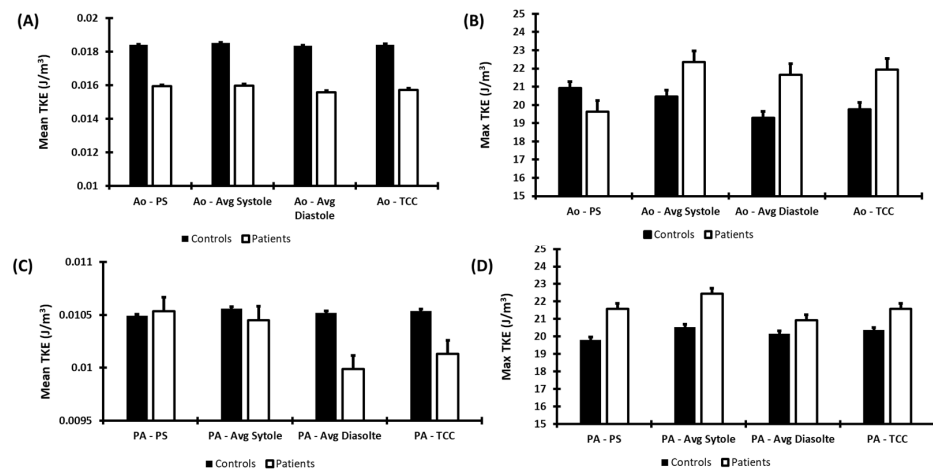 (A)
0.02
0.018
0.016
0.014
0.012
0.01
Mean TKE (J/m³)
Ao - PS
Ao - Avg Systole
Ao - Avg
Diastole
Ao - TCC
Controls
Patients
(B)
25
24
23
22
21
20
19
18
17
16
15
Max TKE (J/m³)
Ao - PS
Ao - Avg Systole
Ao - Avg Diastole
Ao - TCC
Controls
Patients
(C)
0.011
0.0105
0.01
0.0095
Mean TKE (J/m³)
PA - PS
PA - Avg Sytole
PA - Avg Diasolte
PA - TCC
Controls
Patients
(D)
25
24
23
22
21
20
19
18
17
16
15
Max TKE (J/m³)
PA - PS
PA - Avg Sytole
PA - Avg Diasolte
PA - TCC
Controls
Patients